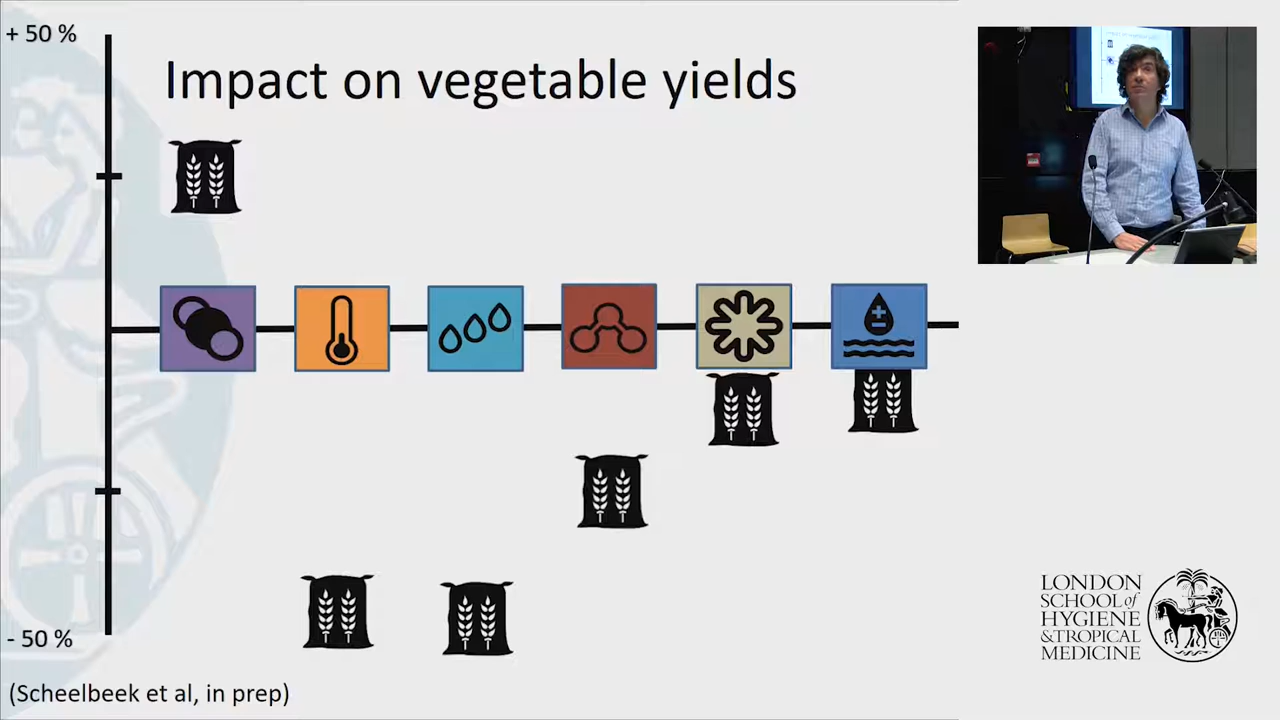 + 50 %
Impact on vegetable yields
- 50 %
(Scheelbeek et al, in prep)
LONDON
SCHOOL of
HYGIENE
& TROPICAL
MEDICINE